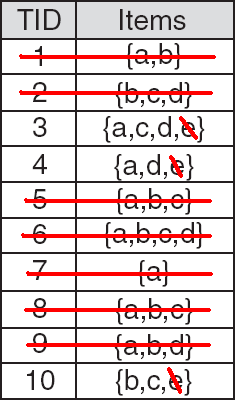 TID Items
1 {a,b}
2 {b,c,d}
3 {a,c,d,e}
4 {a,d,e}
5 {a,b,c}
6 {a,b,c,d}
7 {a}
8 {a,b,c}
9 {a,b,d}
10 {b,c,e}